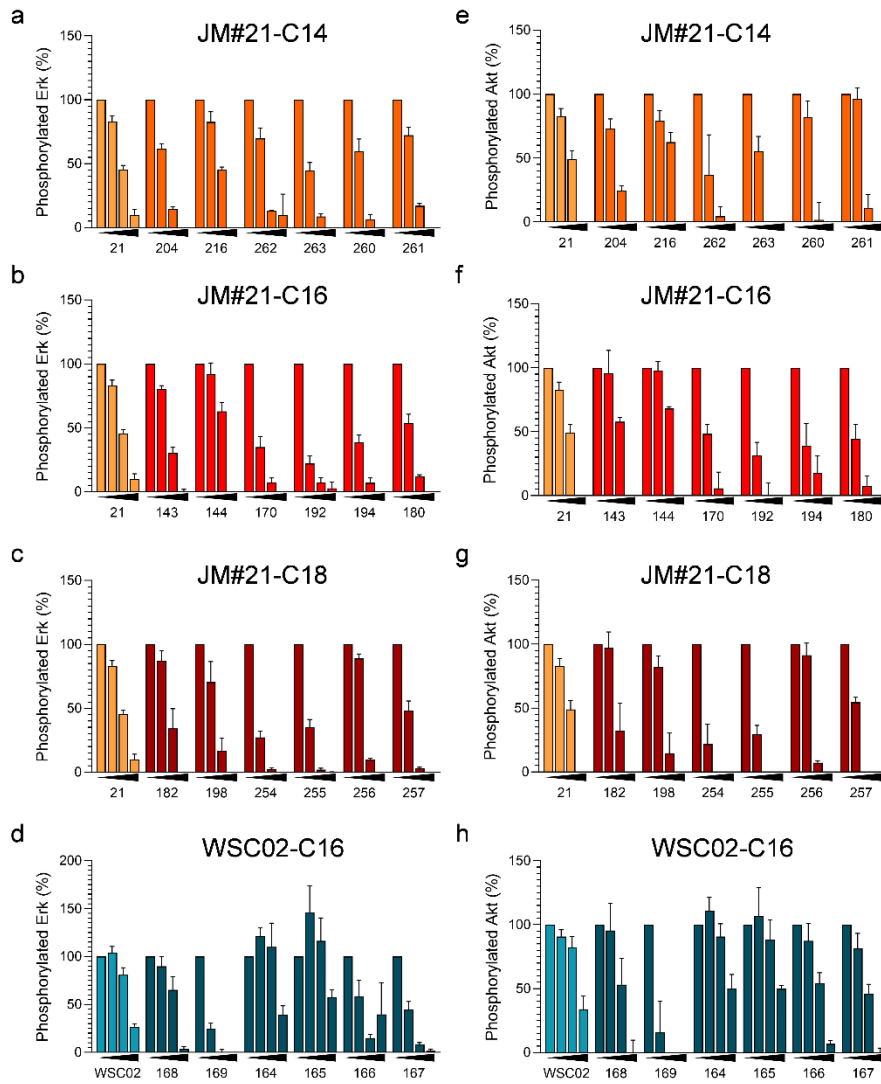 a
JM#21-C14
Phosphorylated Erk (%)
150
100
50
0
21 204 216 262 263 260 261
e
JM#21-C14
Phosphorylated Akt (%)
150
100
50
0
21 204 216 262 263 260 261
b
JM#21-C16
Phosphorylated Erk (%)
150
100
50
0
21 143 144 170 192 194 180
f
JM#21-C16
Phosphorylated Akt (%)
150
100
50
0
21 143 144 170 192 194 180
c
JM#21-C18
Phosphorylated Erk (%)
150
100
50
0
21 182 198 254 255 256 257
g
JM#21-C18
Phosphorylated Akt (%)
150
100
50
0
21 182 198 254 255 256 257
d
WSC02-C16
Phosphorylated Erk (%)
200
150
100
50
0
WSC02 168 169 164 165 166 167
h
WSC02-C16
Phosphorylated Akt (%)
150
100
50
0
WSC02 168 169 164 165 166 167